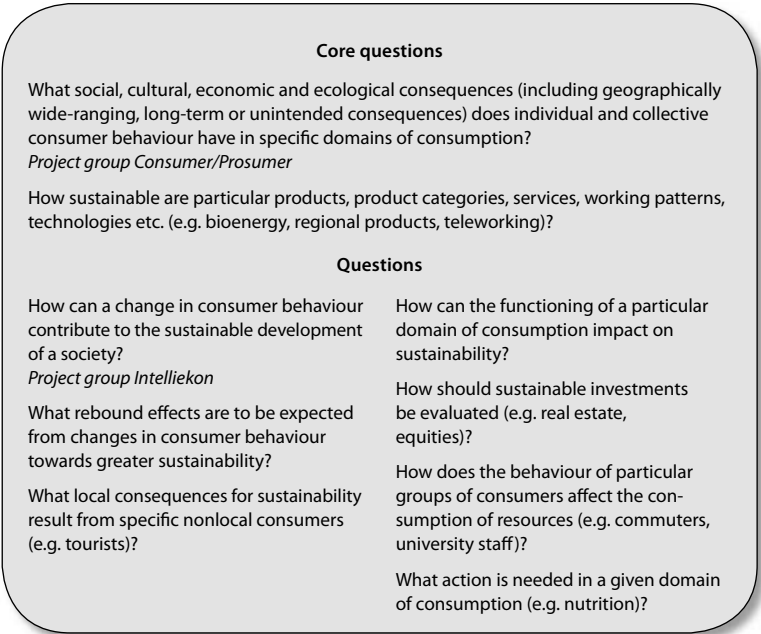 Core questions
What social, cultural, economic and ecological consequences (including geographically
wide-ranging, long-term or unintended consequences) does individual and collective
consumer behaviour have in specific domains of consumption?
Project group Consumer/Prosumer
How sustainable are particular products, product categories, services, working patterns,
technologies etc. (e.g. bioenergy, regional products, teleworking)?
Questions
How can a change in consumer behaviour
contribute to the sustainable development
of a society?
Project group Intelliekon
What rebound effects are to be expected
from changes in consumer behaviour
towards greater sustainability?
What local consequences for sustainability
result from specific nonlocal consumers
(e.g. tourists)?
How can the functioning of a particular
domain of consumption impact on
sustainability?
How should sustainable investments
be evaluated (e.g. real estate,
equities)?
How does the behaviour of particular
groups of consumers affect the con-
sumption of resources (e.g. commuters,
university staff)?
What action is needed in a given domain
of consumption (e.g. nutrition)?